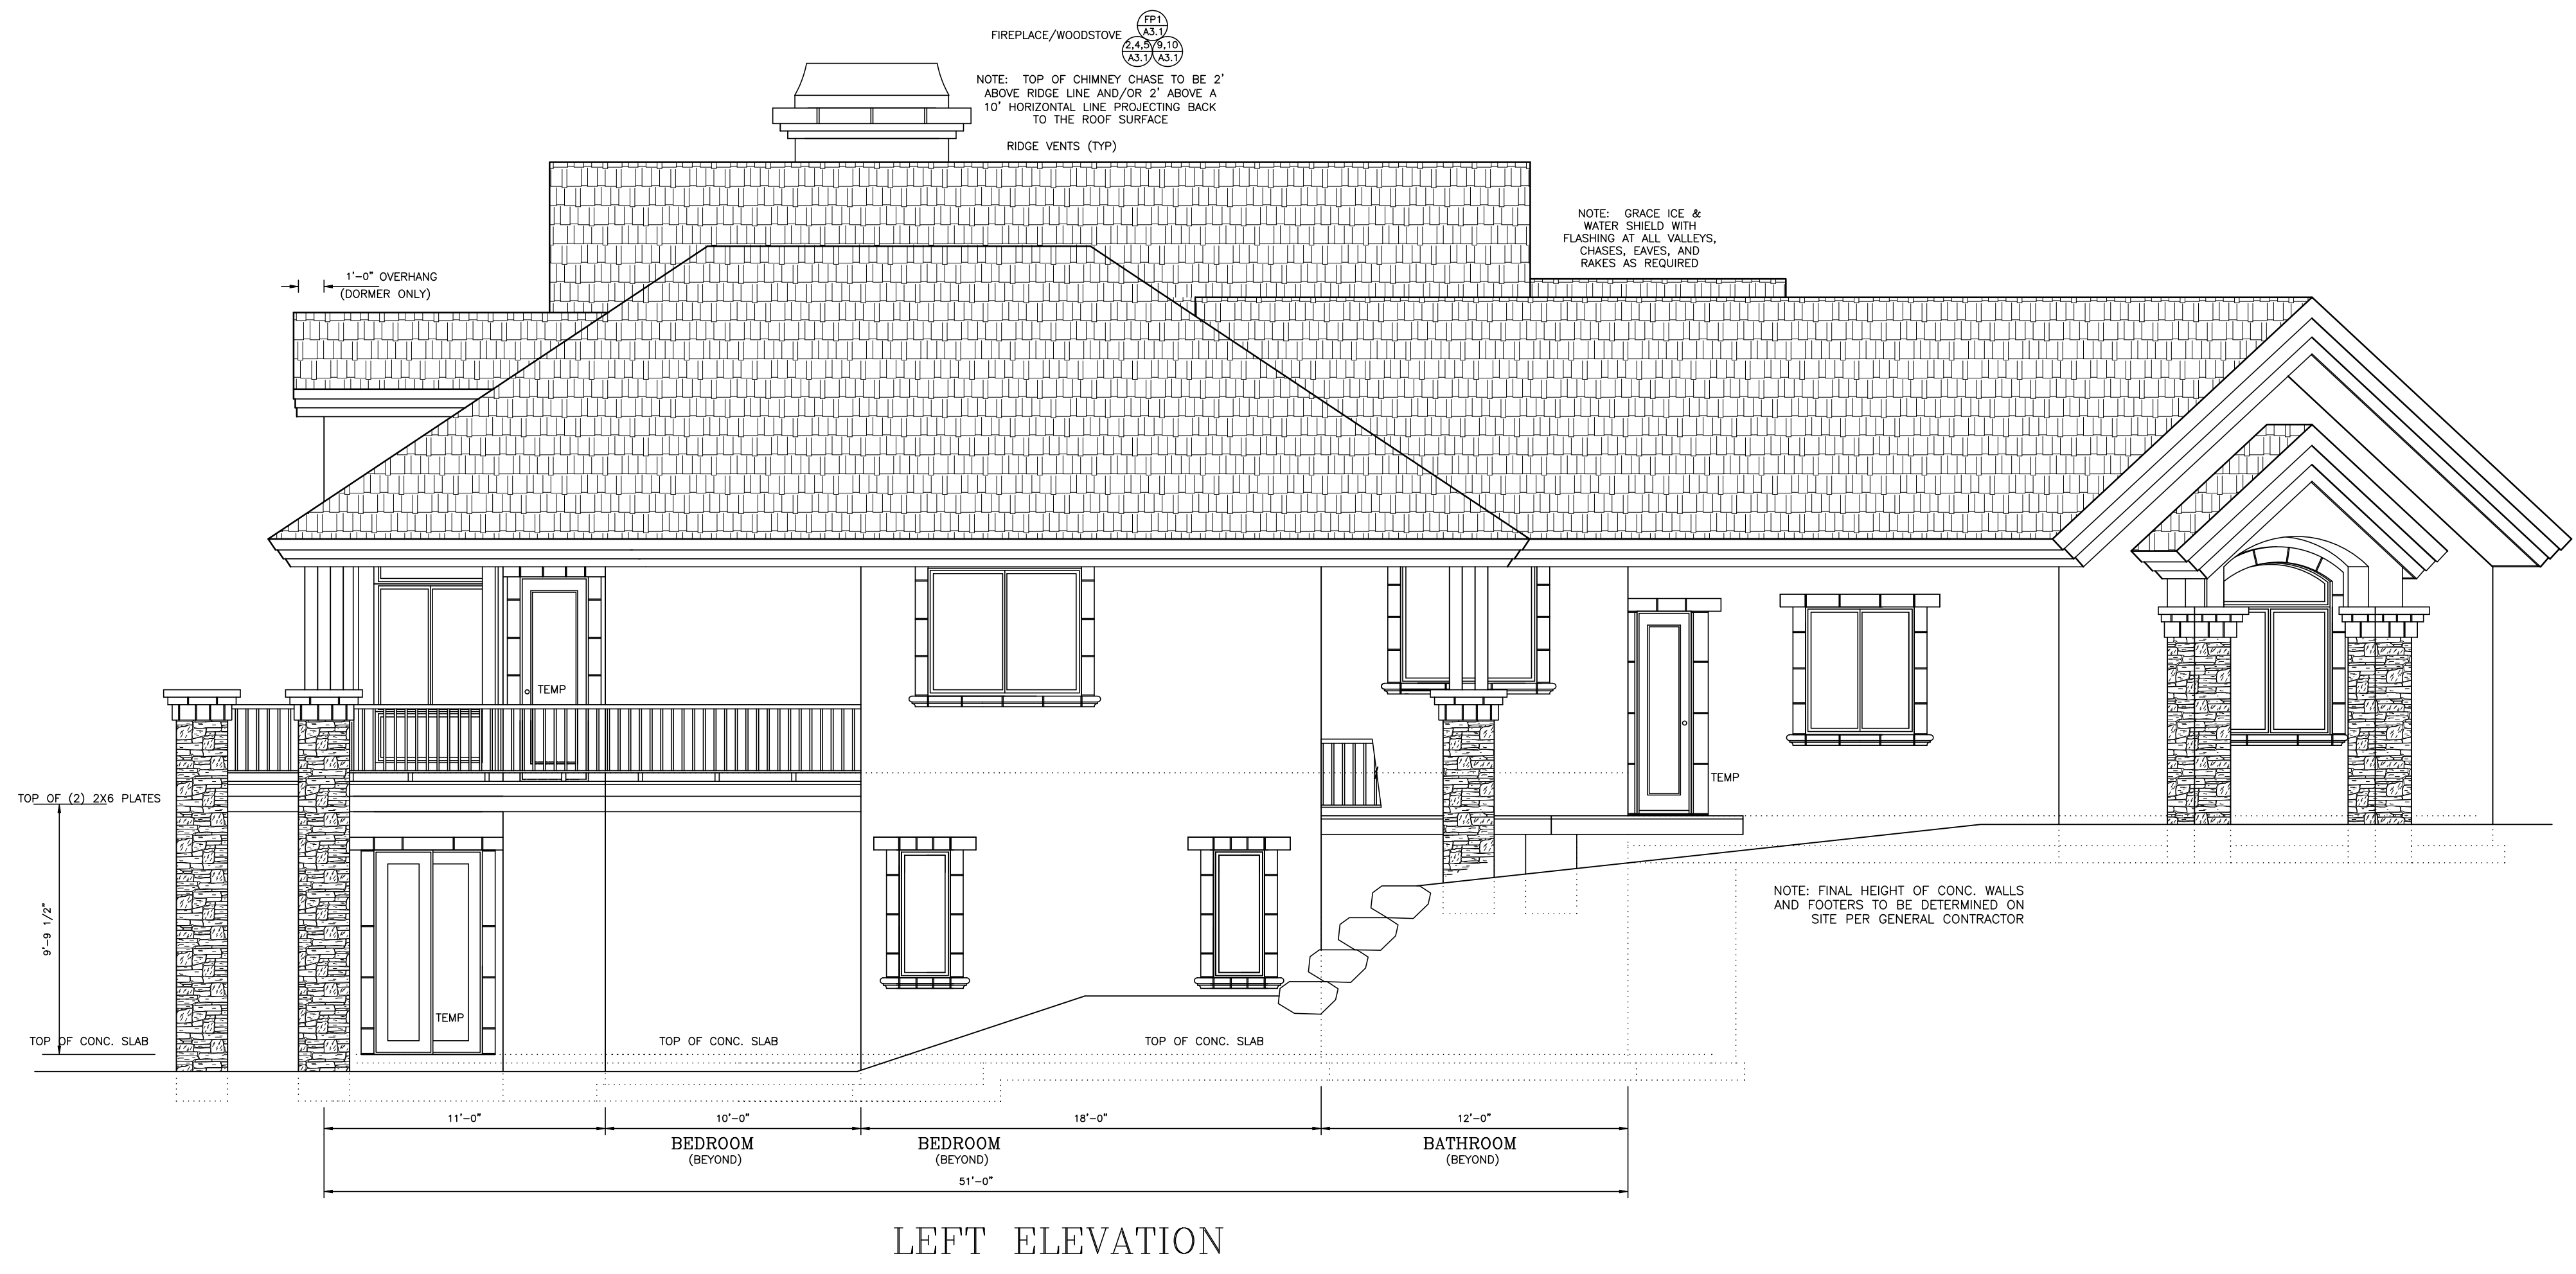 FP1
A3.1
FIREPLACE/WOODSTOVE
2,4,5
9,10
A3.1
A3.1
NOTE: TOP OF CHIMNEY CHASE TO BE 2'
ABOVE RIDGE LINE AND/OR 2' ABOVE A
10' HORIZONTAL LINE PROJECTING BACK
TO THE ROOF SURFACE
RIDGE VENTS (TYP)
NOTE: GRACE ICE &
WATER SHIELD WITH
FLASHING AT ALL VALLEYS,
CHASES, EAVES, AND
RAKES AS REQUIRED
1'-0" OVERHANG
(DORMER ONLY)
TEMP
TEMP
TOP OF (2) 2X6 PLATES
9'-9 1/2"
NOTE: FINAL HEIGHT OF CONC. WALLS
AND FOOTERS TO BE DETERMINED ON
SITE PER GENERAL CONTRACTOR
TEMP
TOP OF CONC. SLAB
TOP OF CONC. SLAB
TOP OF CONC. SLAB
11'-0"
10'-0"
18'-0"
12'-0"
BEDROOM
(BEYOND)
BEDROOM
(BEYOND)
BATHROOM
(BEYOND)
51'-0"
LEFT ELEVATION